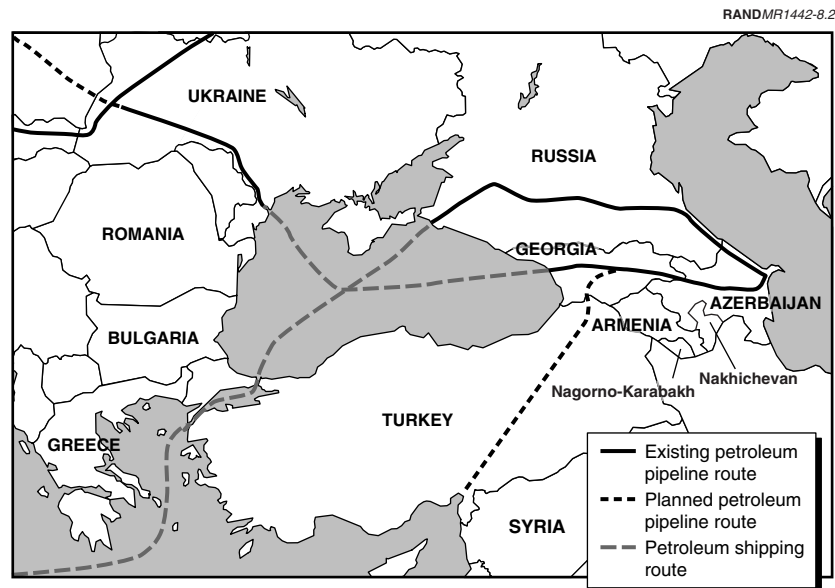 RANDMR1442-8.2
UKRAINE
RUSSIA
ROMANIA
GEORGIA
AZERBAIJAN
ARMENIA
BULGARIA
Nakhichevan
Nagorno-Karabakh
TURKEY
GREECE
SYRIA
Existing petroleum
pipeline route
Planned petroleum
pipeline route
Petroleum shipping
route